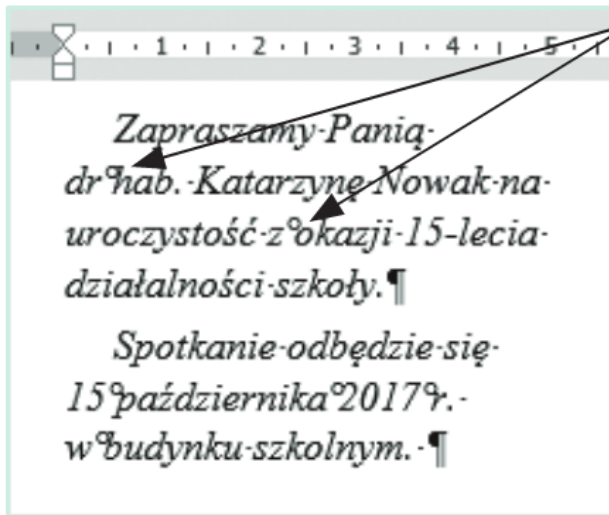 1 2 3 4 5
Zapraszamy·Panią·
dr°hab.·Katarzynę·Nowak·na·
uroczystość·z°okazji·15-lecia·
działalności·szkoły.¶
Spotkanie·odbędzie·się·
15°października°2017°r.·
w°budynku·szkolnym.·¶